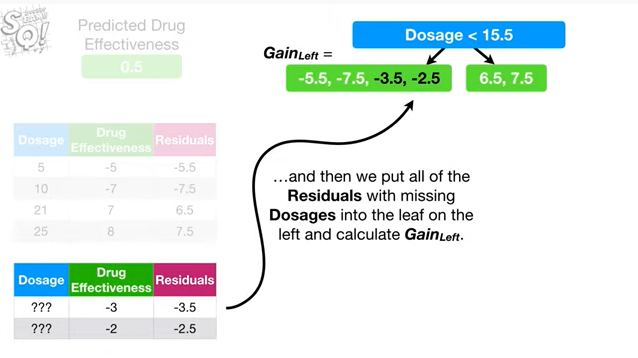 SQ!
Predicted Drug
Effectiveness
0.5
Dosage < 15.5
GainLeft =
-5.5, -7.5, -3.5, -2.5
6.5, 7.5
Dosage Drug Effectiveness Residuals
5 -5 -5.5
10 -7 -7.5
21 7 6.5
25 8 7.5
…and then we put all of the
Residuals with missing
Dosages into the leaf on the
left and calculate GainLeft.
Dosage Drug Effectiveness Residuals
??? -3 -3.5
??? -2 -2.5